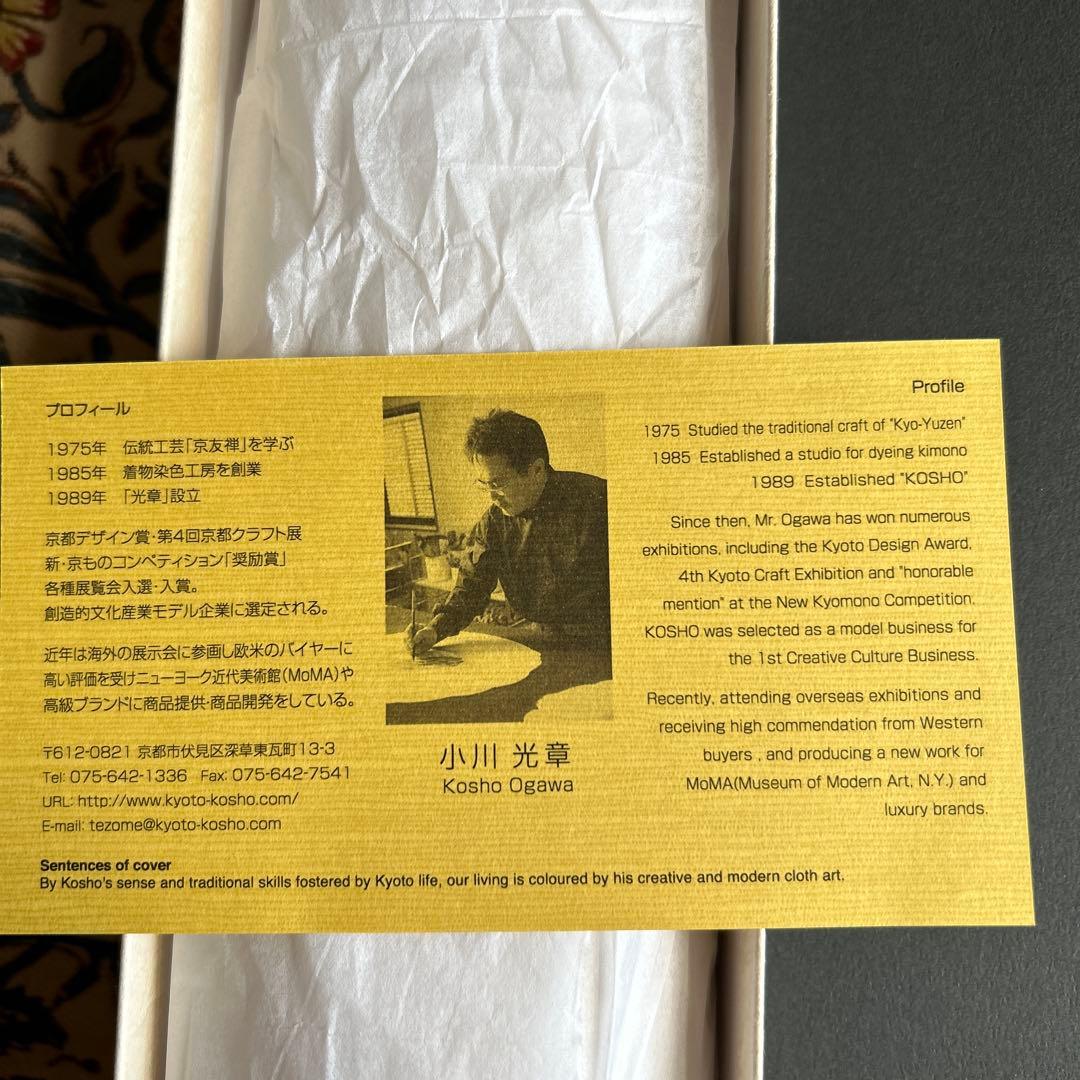 プロフィール
1975年 伝統工芸「京友禅」を学ぶ
1985年 着物染色工房を創業
1989年 「光章」設立
京都デザイン賞・第4回京都クラフト展
新・京ものコンペティション「奨励賞」
各種展覧会入選・入賞。
創造的文化産業モデル企業に選定される。
近年は海外の展示会に参画し欧米のバイヤーに
高い評価を受けニューヨーク近代美術館(MoMA)や
高級ブランドに商品提供・商品開発をしている。
〒612-0821 京都市伏見区深草東瓦町13-3
Tel: 075-642-1336 Fax: 075-642-7541
URL: http://www.kyoto-kosho.com/
E-mail: tezome@kyoto-kosho.com
小川 光章
Kosho Ogawa
Profile
1975 Studied the traditional craft of "Kyo-Yuzen"
1985 Established a studio for dyeing kimono
1989 Established "KOSHO"
Since then, Mr. Ogawa has won numerous
exhibitions, including the Kyoto Design Award,
4th Kyoto Craft Exhibition and "honorable
mention" at the New Kyomono Competition.
KOSHO was selected as a model business for
the 1st Creative Culture Business.
Recently, attending overseas exhibitions and
receiving high commendation from Western
buyers , and producing a new work for
MoMA(Museum of Modern Art, N.Y.) and
luxury brands.
Sentences of cover
By Kosho's sense and traditional skills fostered by Kyoto life, our living is coloured by his creative and modern cloth art.